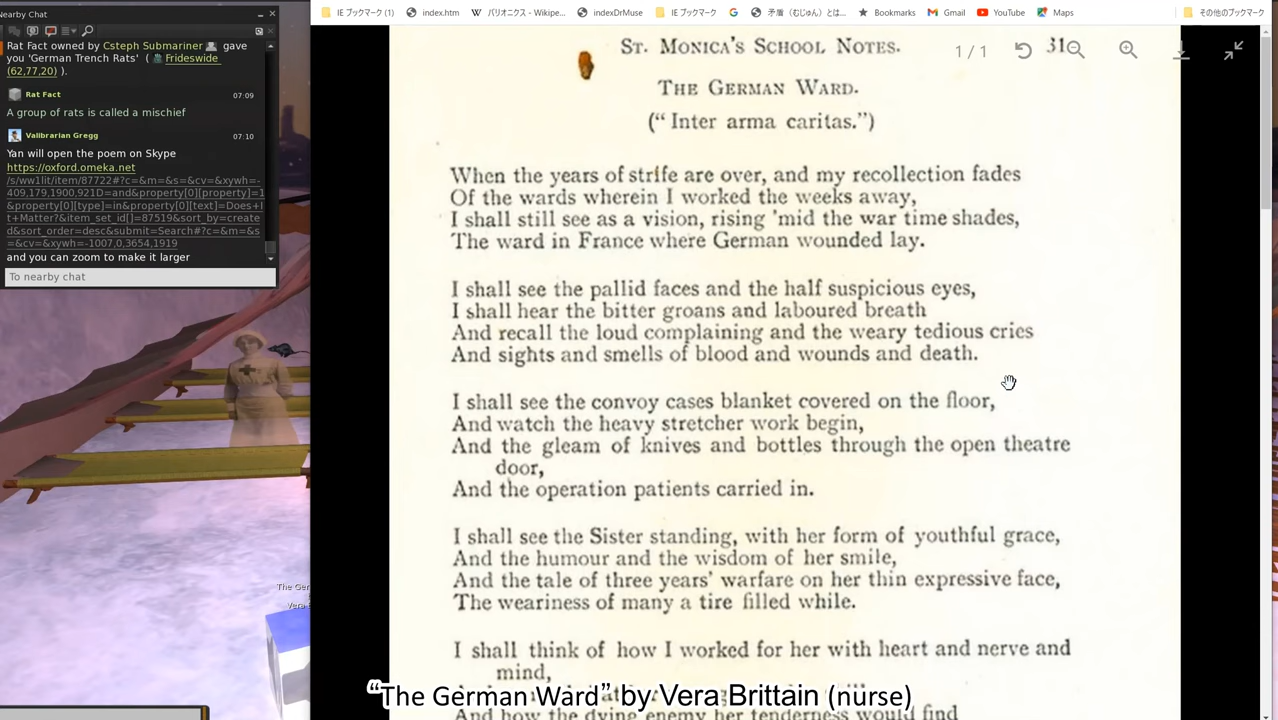 Nearby Chat
Rat Fact owned by Csteph Submariner gave
you 'German Trench Rats' ( Frideswide
(62,77,20) ).
Rat Fact 07:09
A group of rats is called a mischief
Valibrarian Gregg 07:10
Yan will open the poem on Skype
https://oxford.omeka.net
/s/ww1lit/item/87722#?c=&m=&s=&cv=&xywh=-
409,179,1900,921D=and&property[0][property]=1
&property[0][type]=in&property[0][text]=Does+I
t+Matter?&item_set_id[]=87519&sort_by=create
d&sort_order=desc&submit=Search#?c=&m=&s
=&cv=&xywh=-1007,0,3654,1919
and you can zoom to make it larger
To nearby chat
IE ブックマーク (1) index.htm バリオニクス - Wikipe... indexDrMuse IE ブックマーク 矛盾（むじゅん）とは... Bookmarks Gmail YouTube Maps その他のブックマーク
1 / 1
St. Monica's School Notes. 31
The German Ward.
(“ Inter arma caritas.”)
When the years of strife are over, and my recollection fades
Of the wards wherein I worked the weeks away,
I shall still see as a vision, rising 'mid the war time shades,
The ward in France where German wounded lay.
I shall see the pallid faces and the half suspicious eyes,
I shall hear the bitter groans and laboured breath
And recall the loud complaining and the weary tedious cries
And sights and smells of blood and wounds and death.
I shall see the convoy cases blanket covered on the floor,
And watch the heavy stretcher work begin,
And the gleam of knives and bottles through the open theatre
door,
And the operation patients carried in.
I shall see the Sister standing, with her form of youthful grace,
And the humour and the wisdom of her smile,
And the tale of three years' warfare on her thin expressive face,
The weariness of many a tire filled while.
I shall think of how I worked for her with heart and nerve and
mind,
And how the dying enemy her tenderness would find
The Ger
Vera
“The German Ward” by Vera Brittain (nurse)